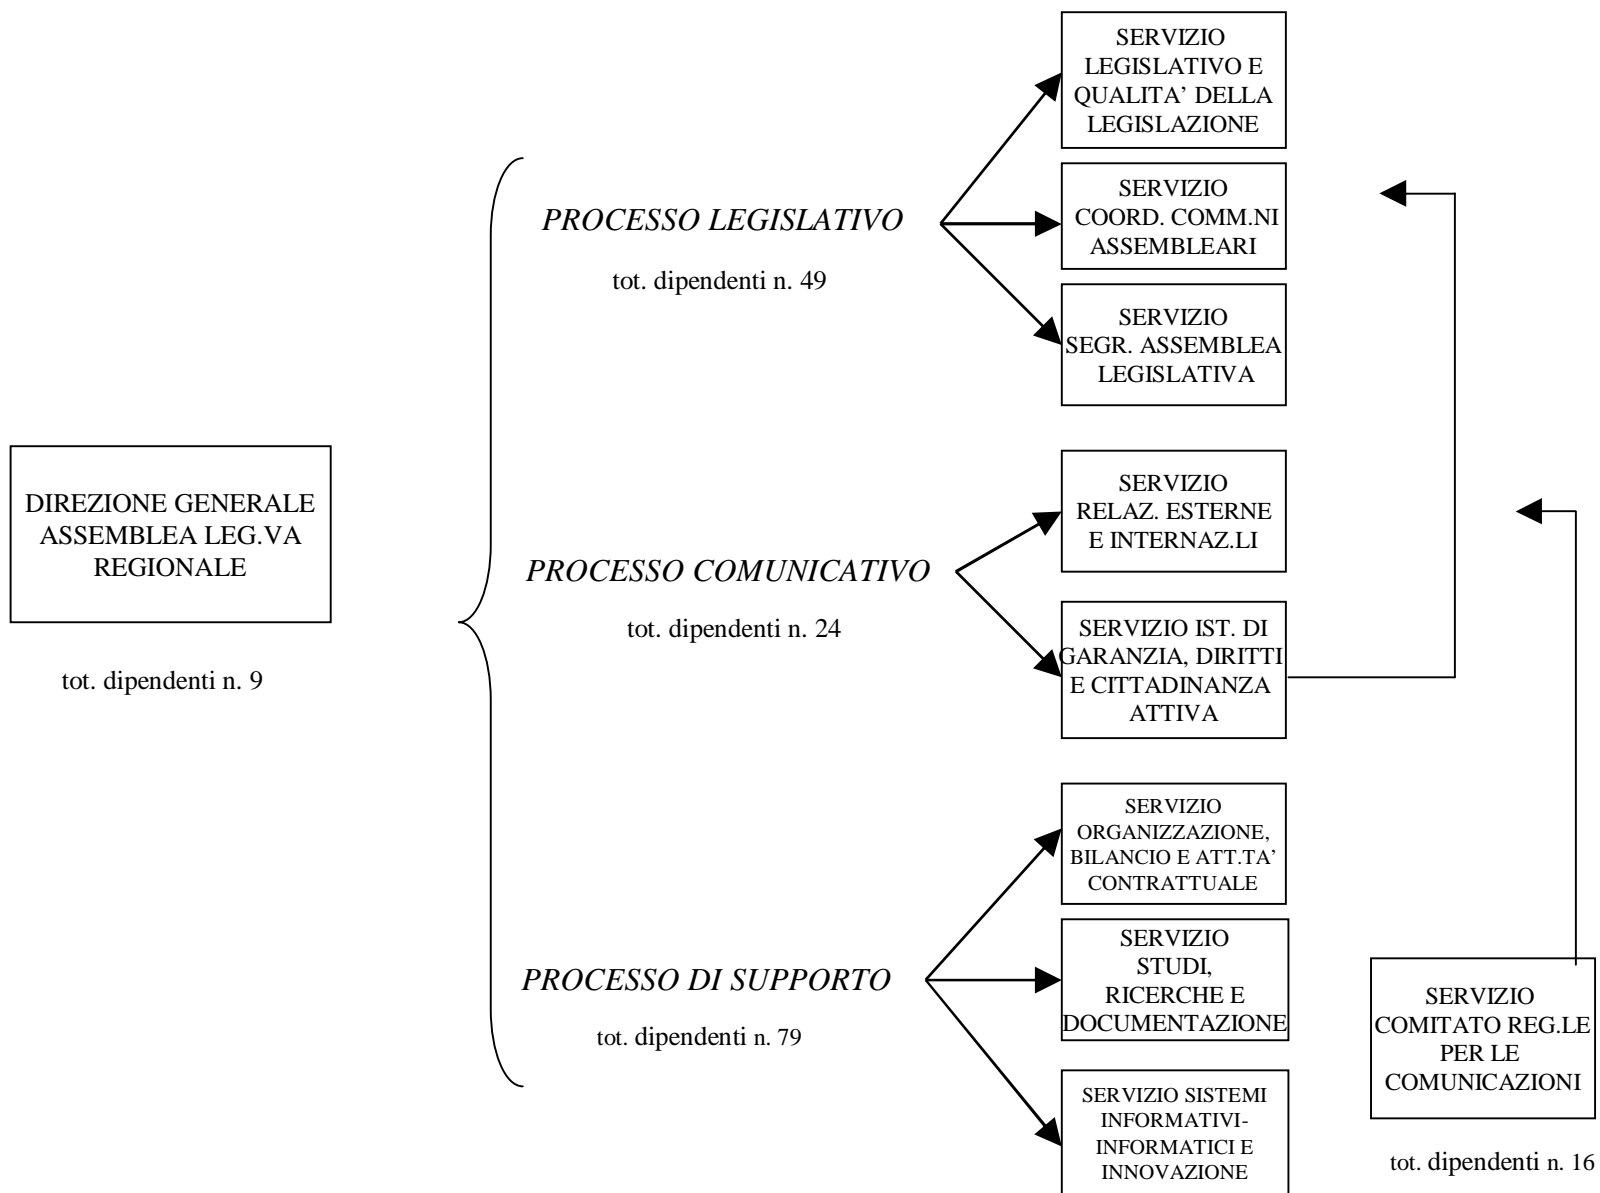 DIREZIONE GENERALE
ASSEMBLEA LEG.VA
REGIONALE
tot. dipendenti n. 9
PROCESSO LEGISLATIVO
tot. dipendenti n. 49
SERVIZIO
LEGISLATIVO E
QUALITA’ DELLA
LEGISLAZIONE
SERVIZIO
COORD. COMM.NI
ASSEMBLEARI
SERVIZIO
SEGR. ASSEMBLEA
LEGISLATIVA
PROCESSO COMUNICATIVO
tot. dipendenti n. 24
SERVIZIO
RELAZ. ESTERNE
E INTERNAZ.LI
SERVIZIO IST. DI
GARANZIA, DIRITTI
E CITTADINANZA
ATTIVA
PROCESSO DI SUPPORTO
tot. dipendenti n. 79
SERVIZIO
ORGANIZZAZIONE,
BILANCIO E ATT.TA’
CONTRATTUALE
SERVIZIO
STUDI,
RICERCHE E
DOCUMENTAZIONE
SERVIZIO SISTEMI
INFORMATIVI-
INFORMATICI E
INNOVAZIONE
SERVIZIO
COMITATO REG.LE
PER LE
COMUNICAZIONI
tot. dipendenti n. 16